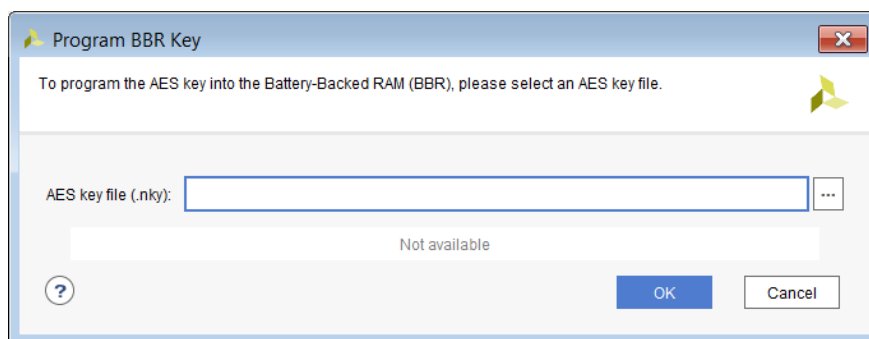 Program BBR Key
To program the AES key into the Battery-Backed RAM (BBR), please select an AES key file.
AES key file (.nky):
...
Not available
?
OK
Cancel